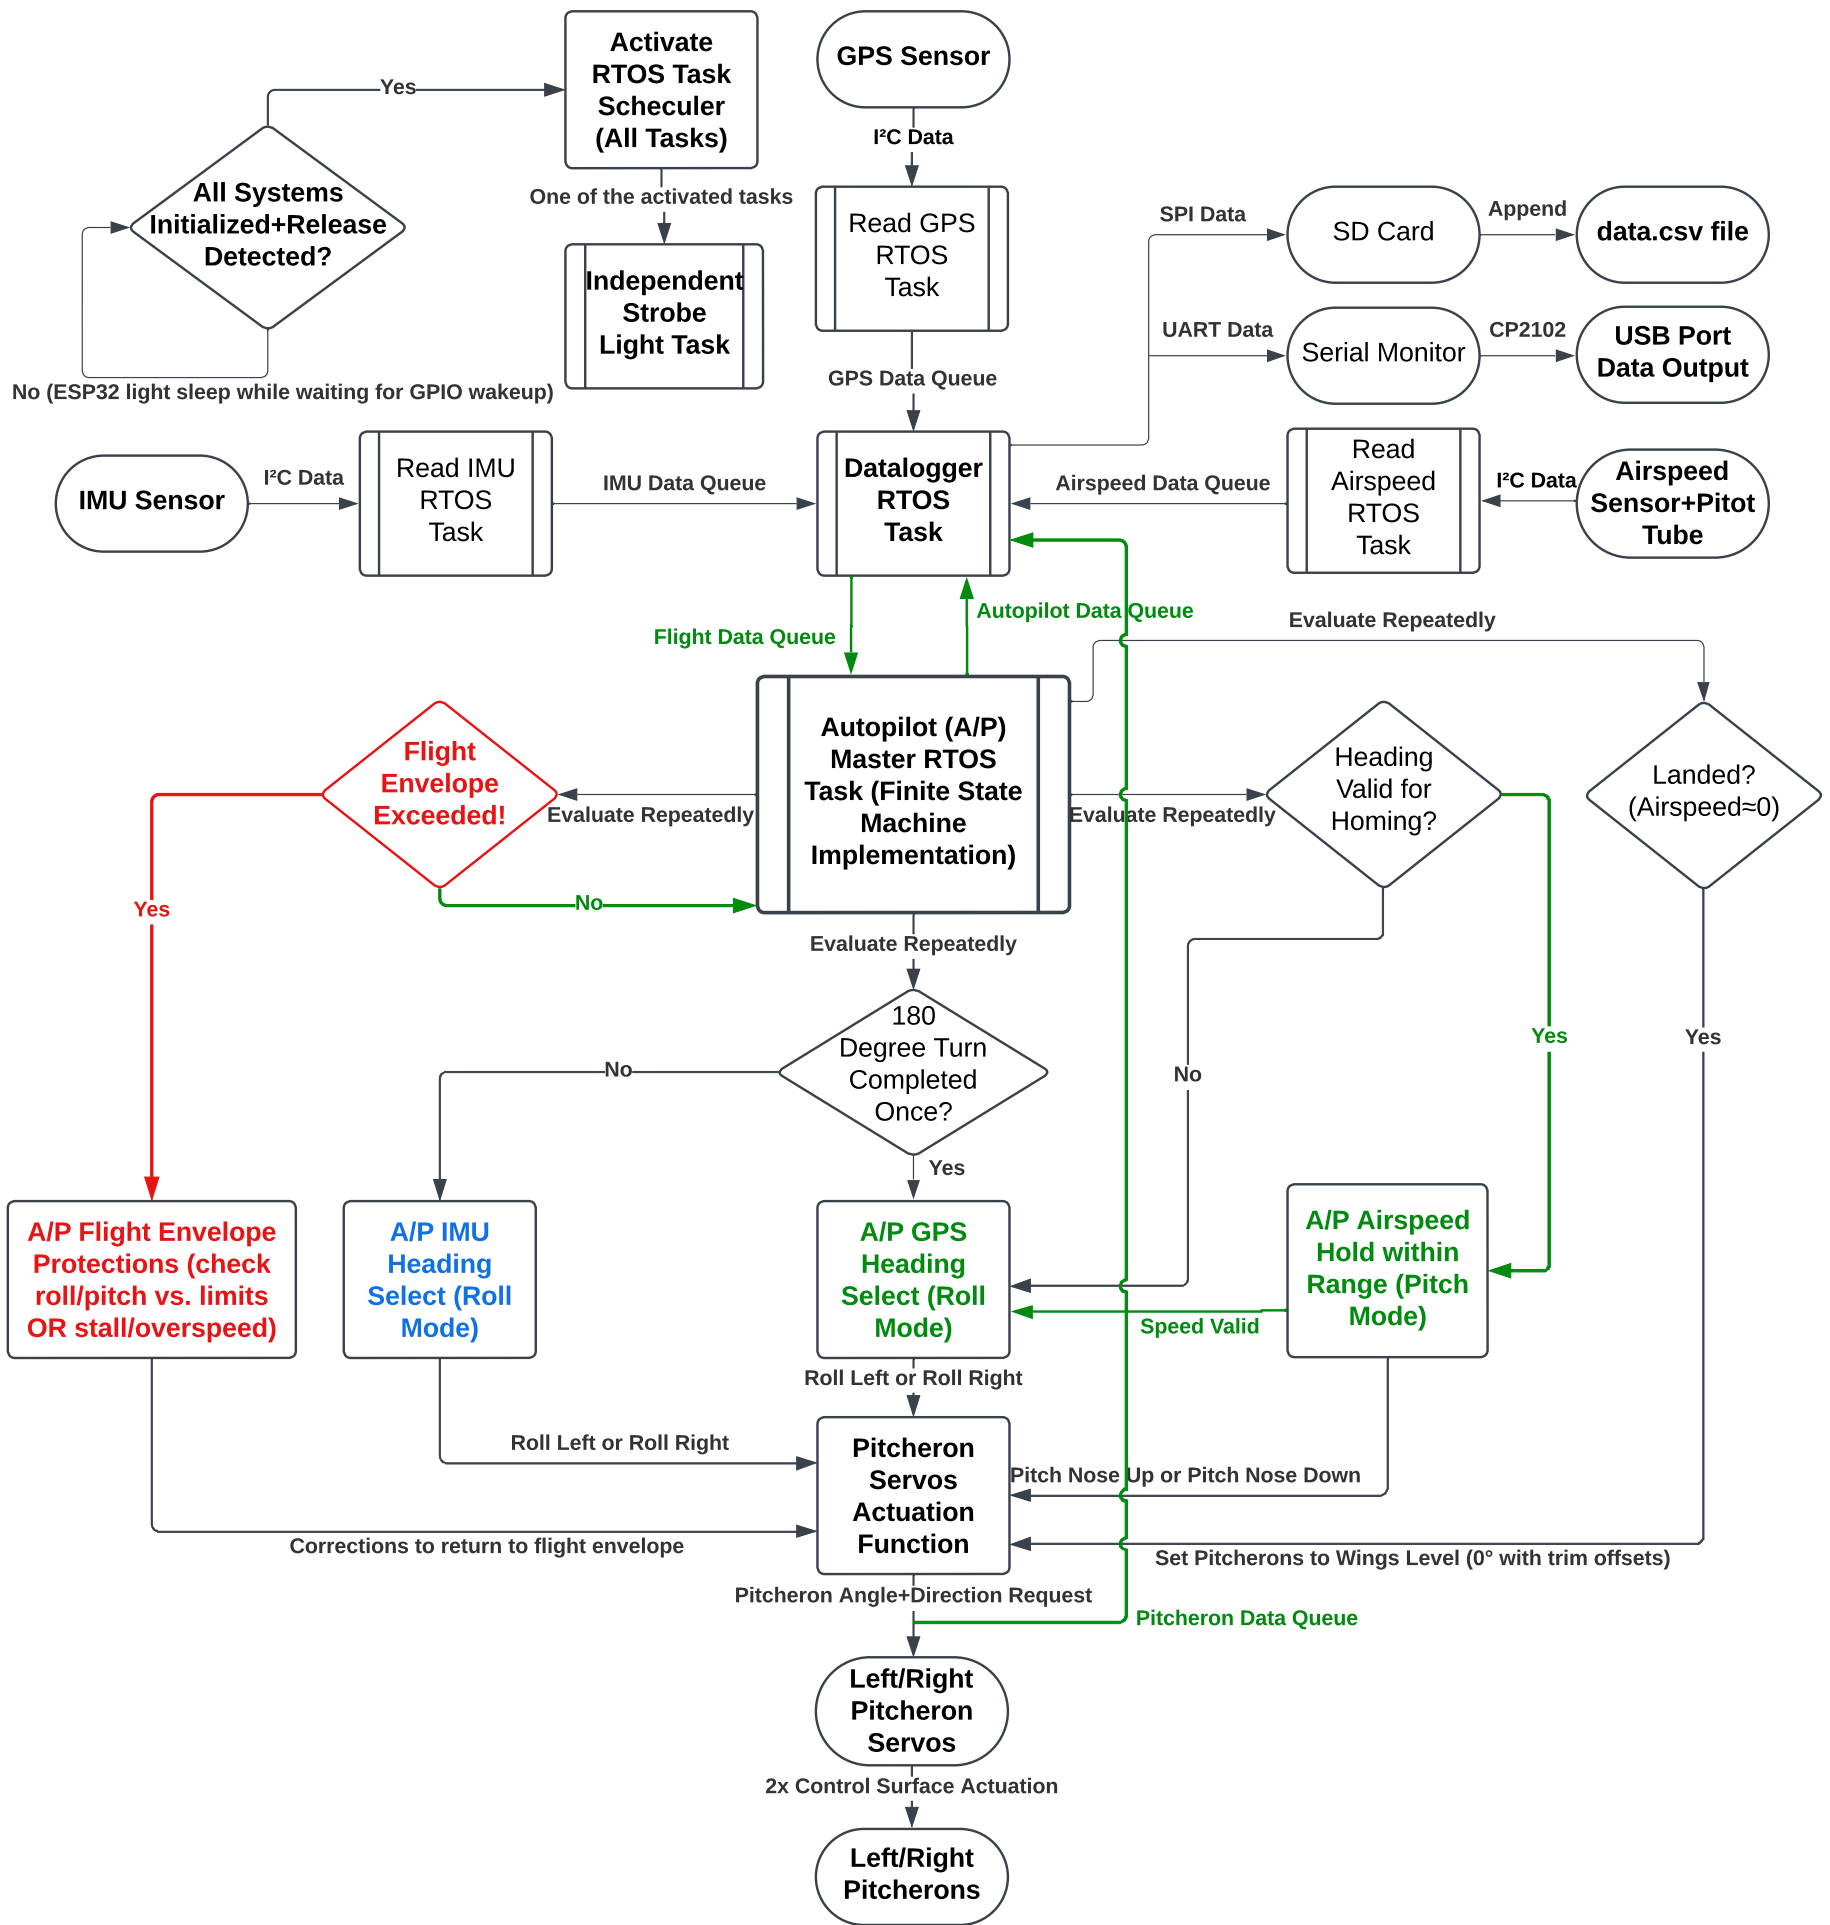 Activate
RTOS Task
Scheculer
(All Tasks)
GPS Sensor
Yes
I²C Data
All Systems
Initialized+Release
Detected?
One of the activated tasks
Read GPS
RTOS
Task
SPI Data
SD Card
Append
data.csv file
Independent
Strobe
Light Task
UART Data
Serial Monitor
CP2102
USB Port
Data Output
No (ESP32 light sleep while waiting for GPIO wakeup)
GPS Data Queue
IMU Sensor
I²C Data
Read IMU
RTOS
Task
IMU Data Queue
Datalogger
RTOS
Task
Airspeed Data Queue
Read
Airspeed
RTOS
Task
I²C Data
Airspeed
Sensor+Pitot
Tube
Flight Data Queue
Autopilot Data Queue
Evaluate Repeatedly
Flight
Envelope
Exceeded!
Evaluate Repeatedly
Autopilot (A/P)
Master RTOS
Task (Finite State
Machine
Implementation)
Evaluate Repeatedly
Heading
Valid for
Homing?
Landed?
(Airspeed≈0)
Yes
No
Evaluate Repeatedly
180
Degree Turn
Completed
Once?
No
No
Yes
Yes
Yes
A/P Flight Envelope
Protections (check
roll/pitch vs. limits
OR stall/overspeed)
A/P IMU
Heading
Select (Roll
Mode)
A/P GPS
Heading
Select (Roll
Mode)
A/P Airspeed
Hold within
Range (Pitch
Mode)
Speed Valid
Roll Left or Roll Right
Roll Left or Roll Right
Pitcheron
Servos
Actuation
Function
Pitch Nose Up or Pitch Nose Down
Corrections to return to flight envelope
Set Pitcherons to Wings Level (0° with trim offsets)
Pitcheron Angle+Direction Request
Pitcheron Data Queue
Left/Right
Pitcheron
Servos
2x Control Surface Actuation
Left/Right
Pitcherons